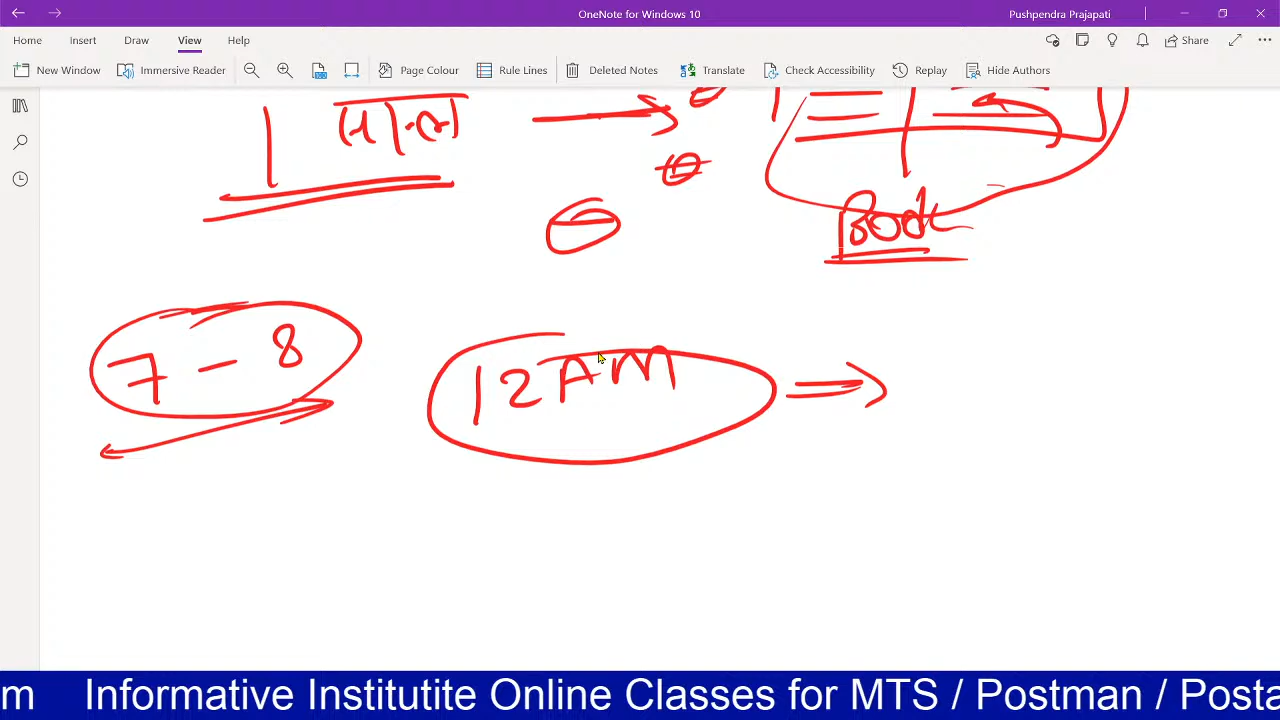 OneNote for Windows 10
Pushpendra Prajapati
Home Insert Draw View Help
Share
New Window Immersive Reader Page Colour Rule Lines Deleted Notes Translate Check Accessibility Replay Hide Authors
Book
7 - 8
12 AM
m Informative Institutite Online Classes for MTS / Postman / Posta